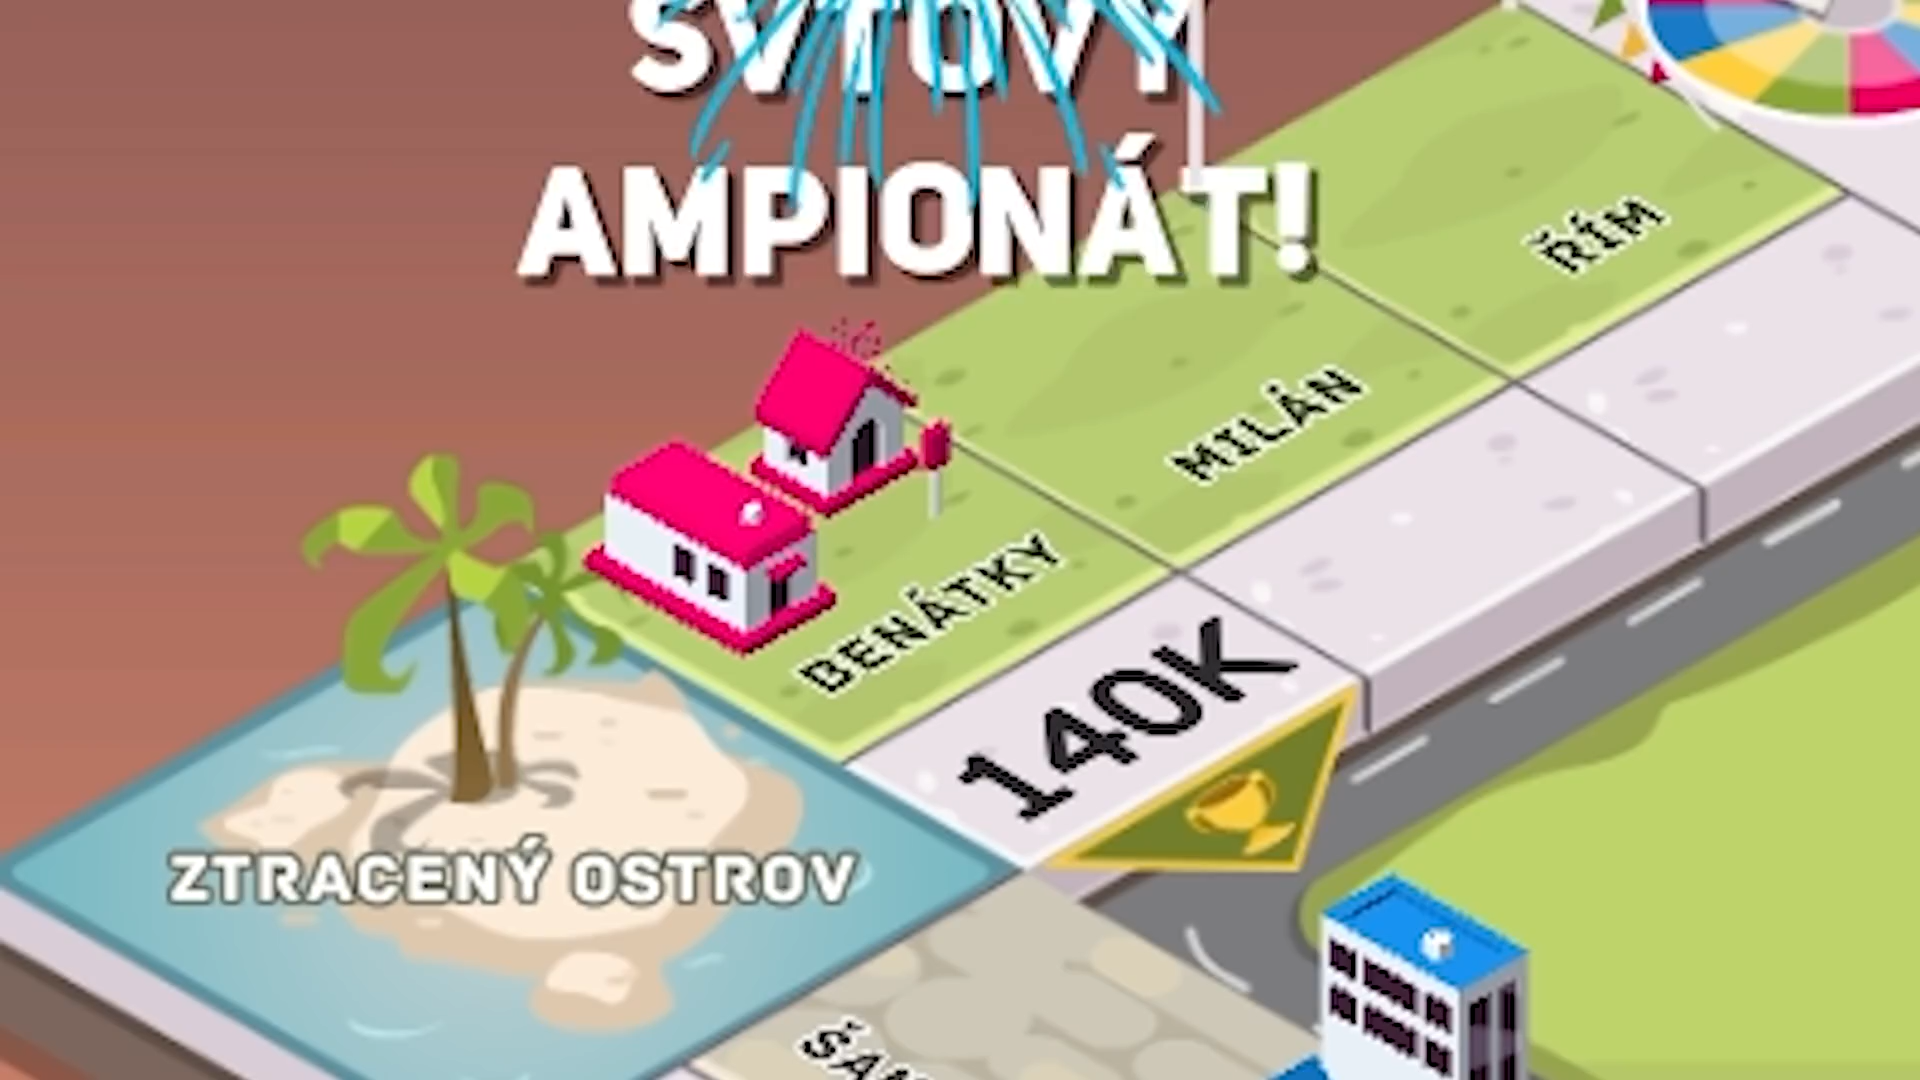 AMPIONÁT!
ŘÍM
MILÁN
BENÁTKY
140K
ZTRACENÝ OSTROV